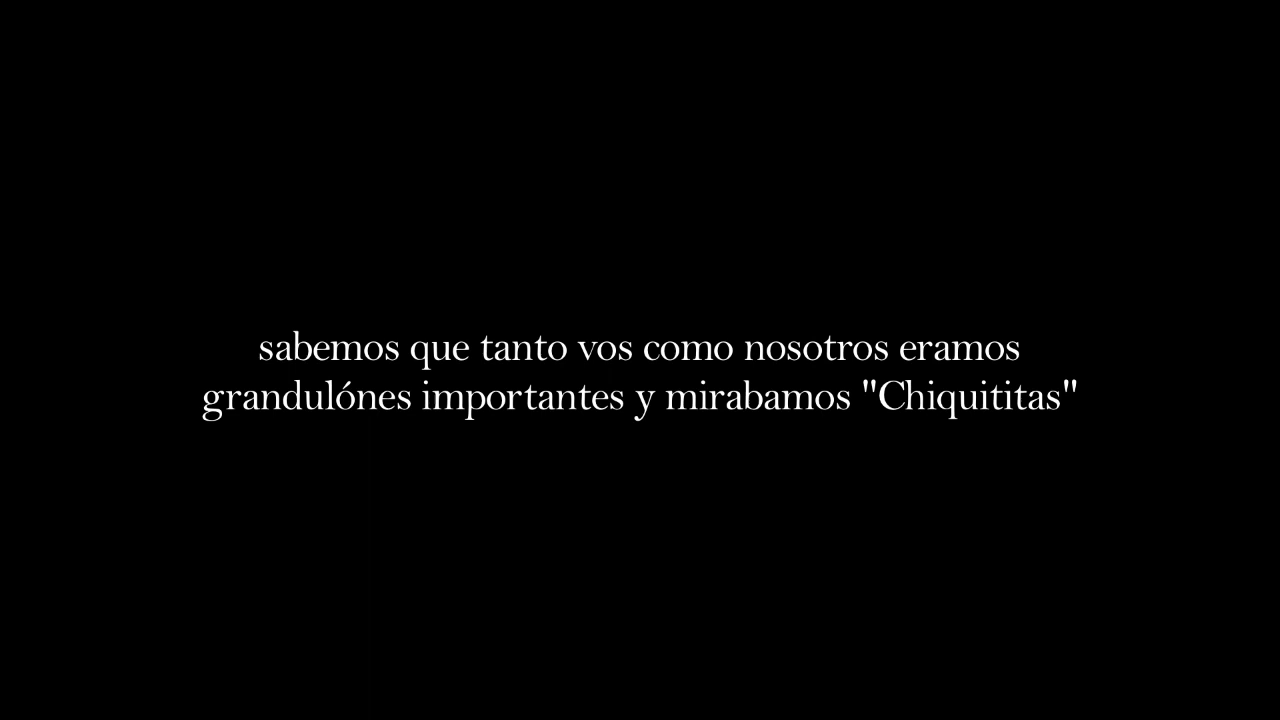 sabemos que tanto vos como nosotros eramos
grandulónes importantes y mirabamos "Chiquititas"